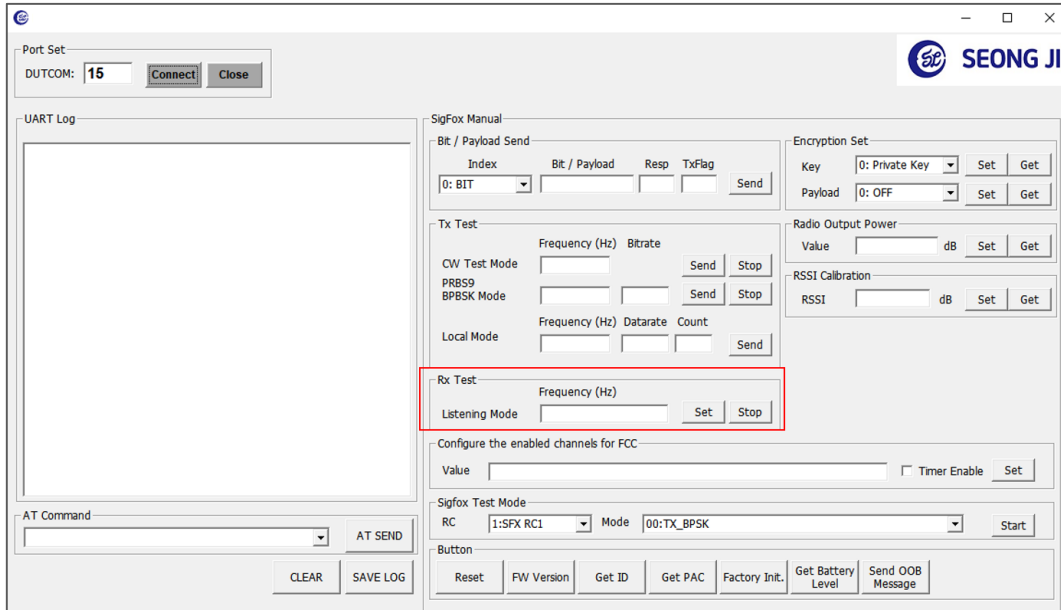 Port Set
DUTCOM: 15 Connect Close
SEONG JI
UART Log
SigFox Manual
Bit / Payload Send
Index Bit / Payload Resp TxFlag
0: BIT Send
Encryption Set
Key 0: Private Key Set Get
Payload 0: OFF Set Get
Tx Test
Frequency (Hz) Bitrate
CW Test Mode Send Stop
PRBS9
BPBSK Mode Send Stop
Frequency (Hz) Datarate Count
Local Mode Send
Radio Output Power
Value dB Set Get
RSSI Calibration
RSSI dB Set Get
Rx Test
Frequency (Hz)
Listening Mode Set Stop
Configure the enabled channels for FCC
Value Timer Enable Set
Sigfox Test Mode
RC 1:SFX RC1 Mode 00:TX_BPSK Start
AT Command
AT SEND
CLEAR SAVE LOG
Button
Reset FW Version Get ID Get PAC Factory Init. Get Battery Level Send OOB Message